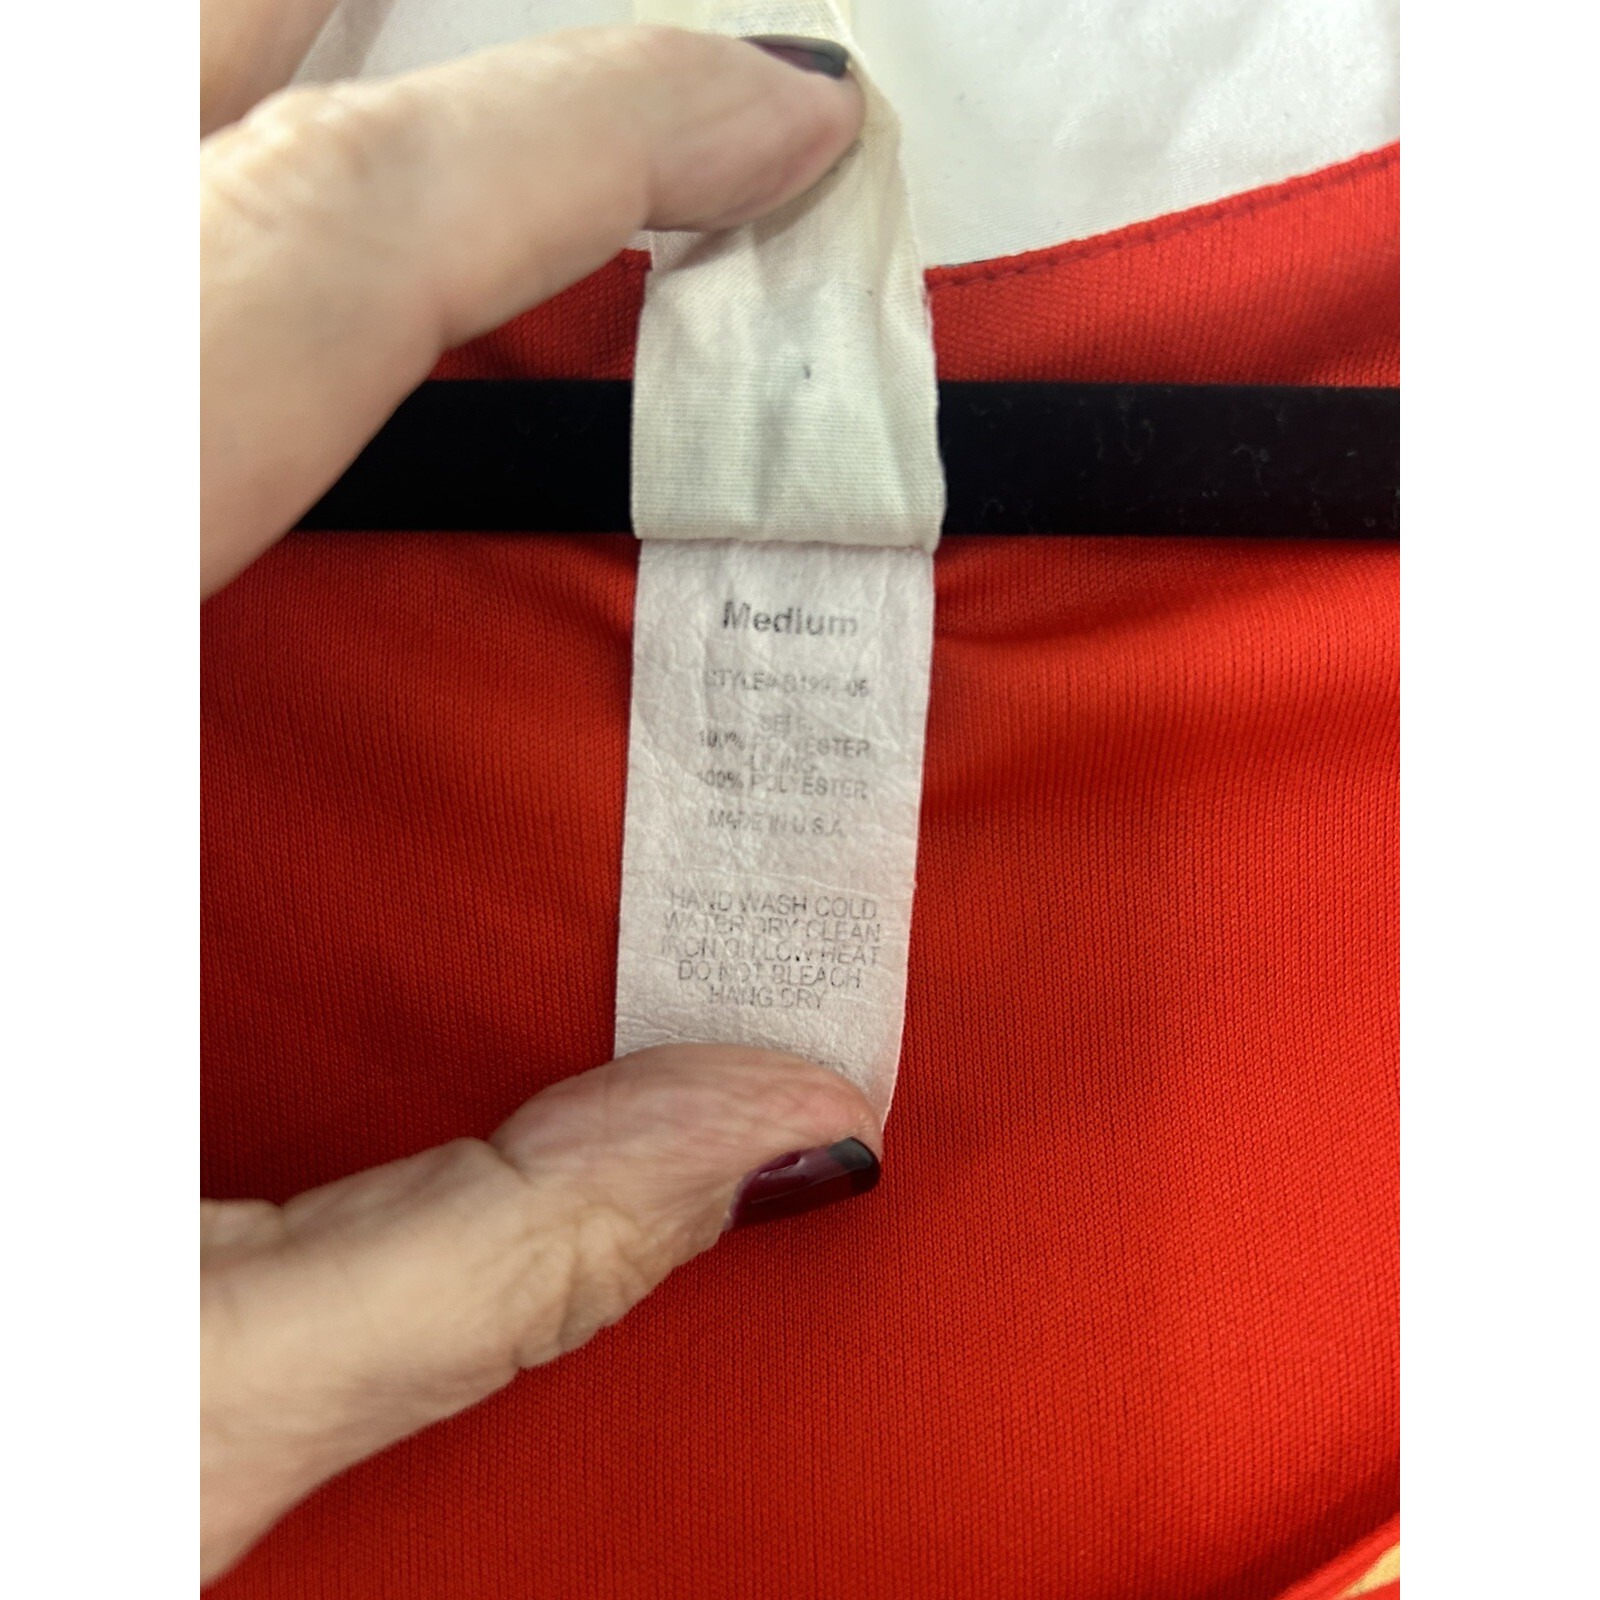 Medium
SELF:
100% POLYESTER
-LINING-
100% POLYESTER
MADE IN U.S.A.
HAND WASH COLD
WATER DRY CLEAN
IRON ON LOW HEAT
DO NOT BLEACH
HANG DRY